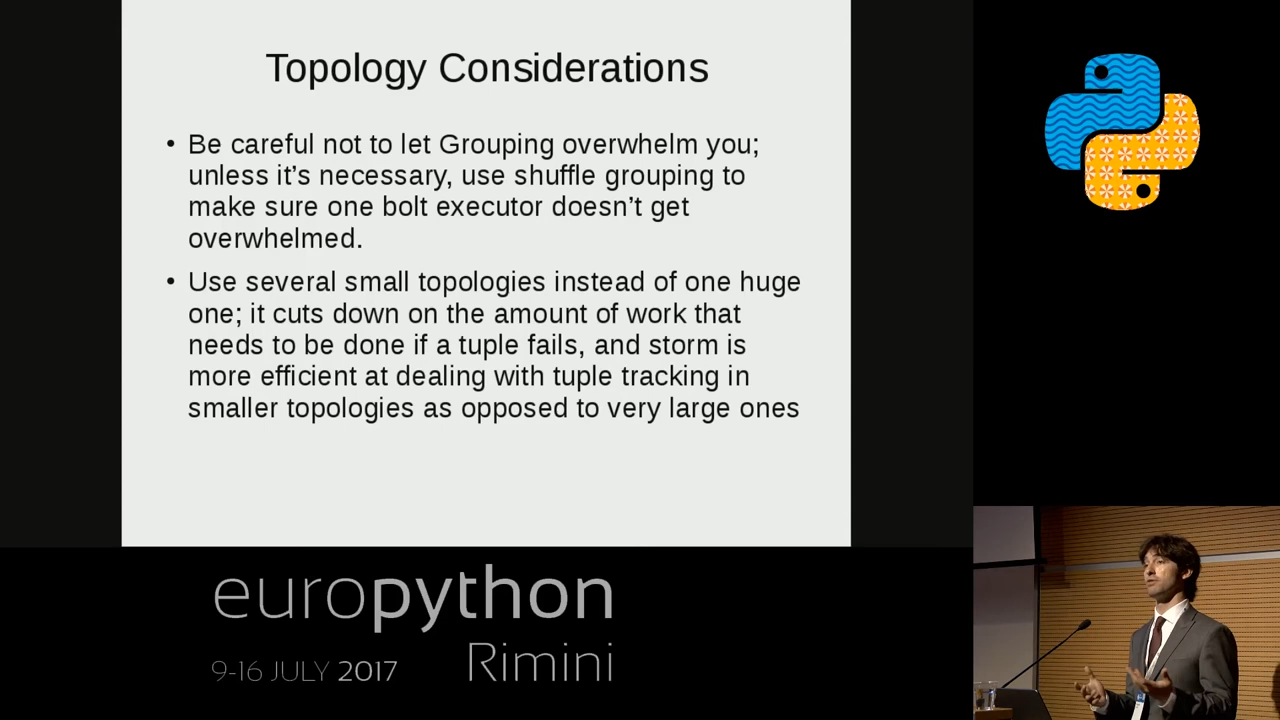 Topology Considerations
• Be careful not to let Grouping overwhelm you;
unless it’s necessary, use shuffle grouping to
make sure one bolt executor doesn’t get
overwhelmed.
• Use several small topologies instead of one huge
one; it cuts down on the amount of work that
needs to be done if a tuple fails, and storm is
more efficient at dealing with tuple tracking in
smaller topologies as opposed to very large ones
europython
9-16 JULY 2017 Rimini